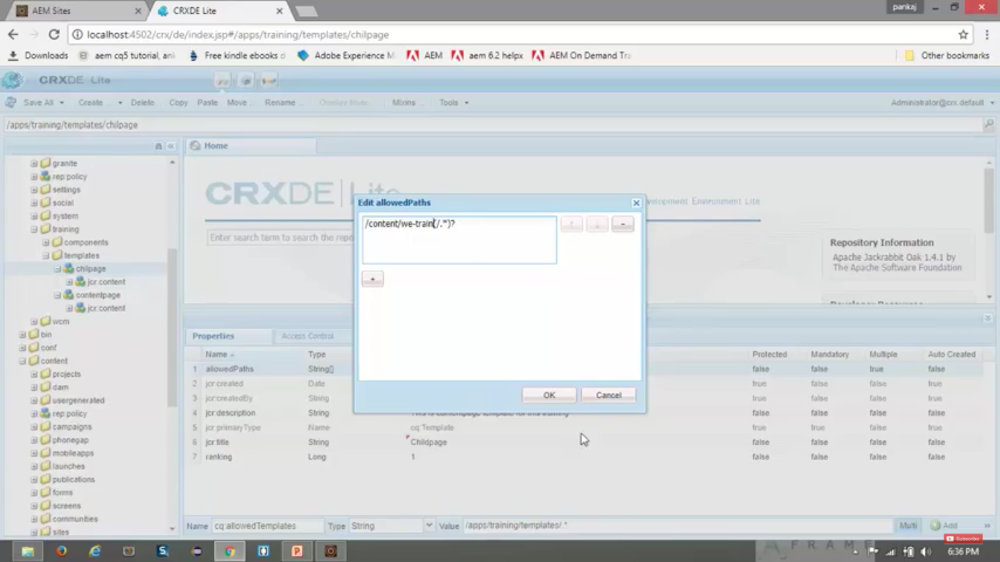 AEM Sites
CRXDE Lite
pankaj
localhost:4502/crx/de/index.jsp#/apps/training/templates/chilpage
Downloads
aem cq5 tutorial, ank
Free kindle ebooks d
Adobe Experience M
AEM
aem 6.2 helpx
AEM On Demand Tra
Other bookmarks
CRXDE Lite
Save All
Create...
Delete
Copy
Paste
Move...
Rename...
Mixins...
Tools
Administrator@crx.default
/apps/training/templates/chilpage
Home
granite
rep:policy
settings
social
system
training
components
templates
chilpage
jcr:content
contentpage
jcr:content
wcm
bin
conf
content
projects
dam
usergenerated
rep:policy
campaigns
phonegap
mobileapps
launches
publications
forms
screens
communities
sites
CRXDE | Lite
velopment Environment Lite
Enter search term to search the repo
Repository Information
Apache Jackrabbit Oak 1.4.1 by
The Apache Software Foundation
Edit allowedPaths
/content/we-train(/.*)?
+
-
OK
Cancel
Properties
Access Control
Name Type Protected Mandatory Multiple Auto Created
1 allowedPaths String[] false false true false
2 jcr:created Date true false false true
3 jcr:createdBy String true false false true
4 jcr:description String This is contentpage template for this training false false false false
5 jcr:primaryType Name cq:Template true true false true
6 jcr:title String Childpage false false false false
7 ranking Long 1 false false false false
Name cq:allowedTemplates Type String Value /apps/training/templates/.* Multi Add
Subscribe
FRAME
6:36 PM